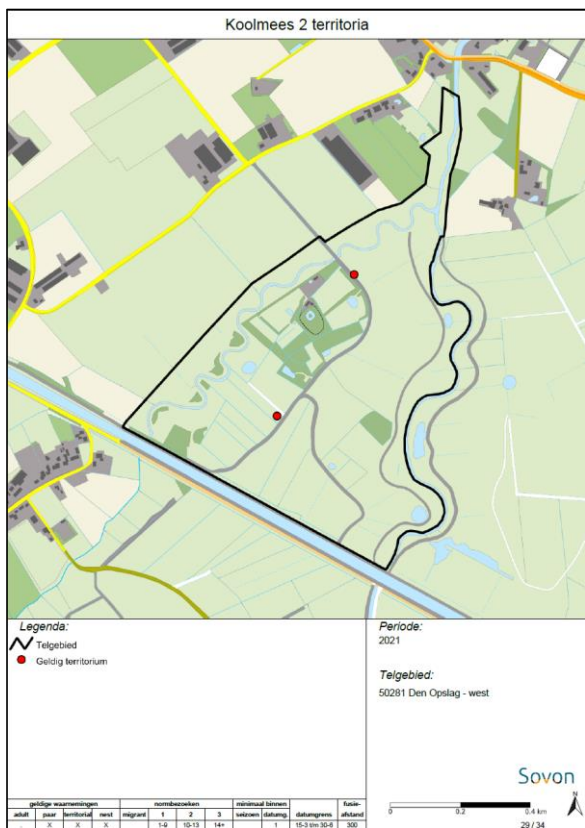 Koolmees 2 territoria
Legenda:
Telgebied
Geldig territorium
Periode:
2021
Telgebied:
50281 Den Opslag - west
Sovon
N
0 0.2 0.4 km
29 / 34
geldige waarnemingen normbezoeken minimaal binnen fusie-
adult paar territorial nest migrant 1 2 3 seizoen datumg. datumgrens afstand
. X X X 1-9 10-13 14+ 1 15-3 t/m 30-6 300